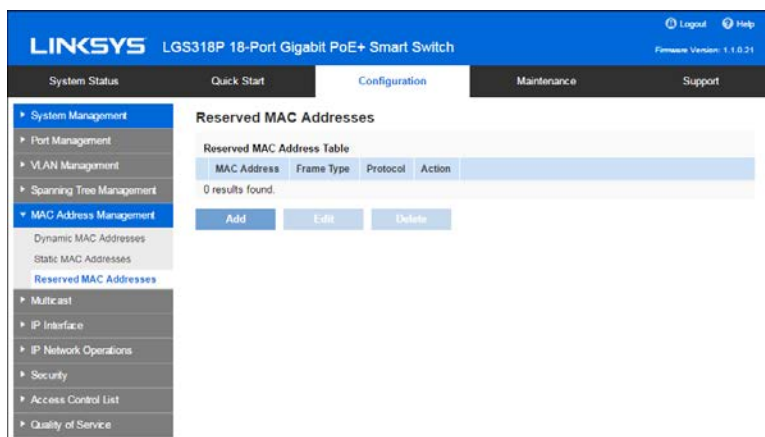 Logout Help
LINKSYS LGS318P 18-Port Gigabit PoE+ Smart Switch
Firmware Version: 1.1.0.21
System Status Quick Start Configuration Maintenance Support
System Management
Port Management
VLAN Management
Spanning Tree Management
MAC Address Management
Dynamic MAC Addresses
Static MAC Addresses
Reserved MAC Addresses
Multicast
IP Interface
IP Network Operations
Security
Access Control List
Quality of Service
Reserved MAC Addresses
Reserved MAC Address Table
MAC Address Frame Type Protocol Action
0 results found.
Add Edit Delete